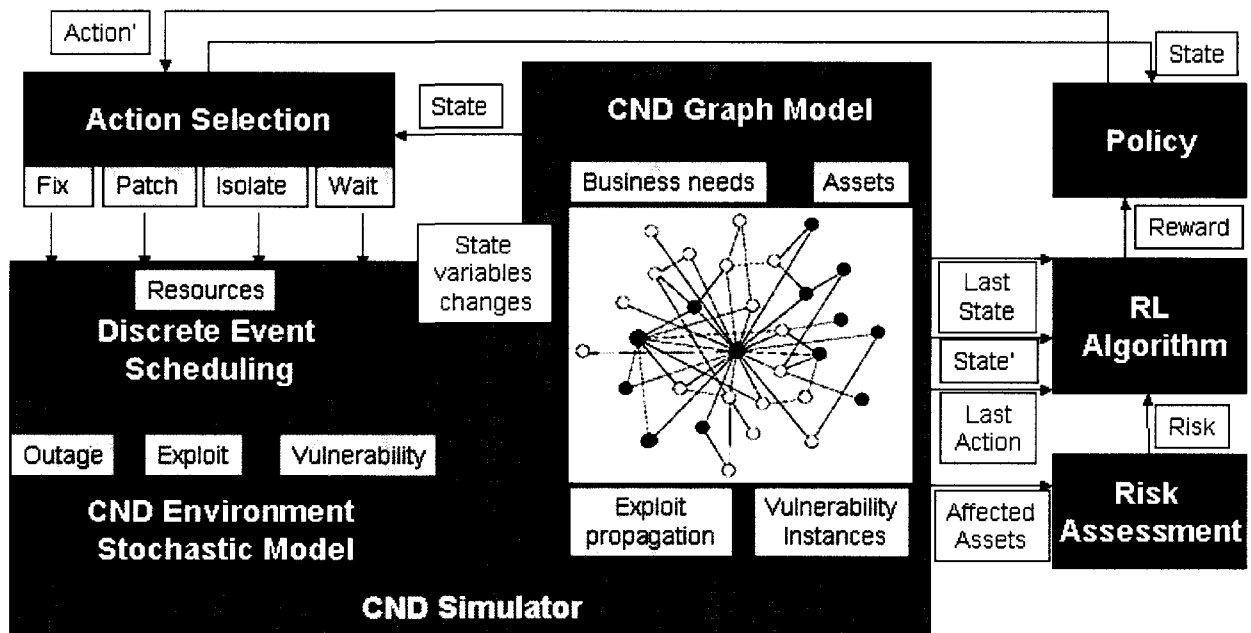 Action'
State
Action Selection
State
CND Graph Model
Policy
Fix
Patch
Isolate
Wait
Business needs
Assets
Reward
State
variables
changes
Resources
Discrete Event
Scheduling
Last
State
RL
Algorithm
State'
Last
Action
Risk
Outage
Exploit
Vulnerability
CND Environment
Stochastic Model
Exploit
propagation
Vulnerability
Instances
Affected
Assets
Risk
Assessment
CND Simulator